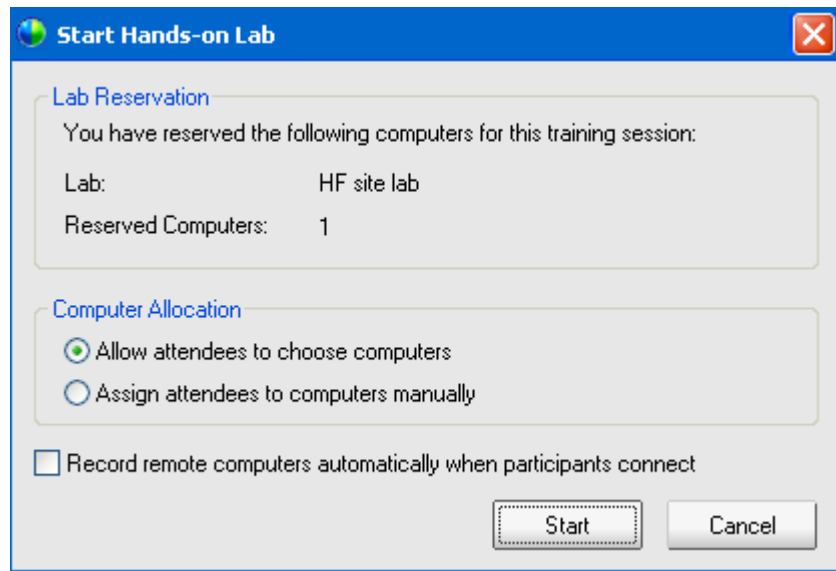 Start Hands-on Lab
Lab Reservation
You have reserved the following computers for this training session:
Lab: HF site lab
Reserved Computers: 1
Computer Allocation
Allow attendees to choose computers
Assign attendees to computers manually
Record remote computers automatically when participants connect
Start Cancel